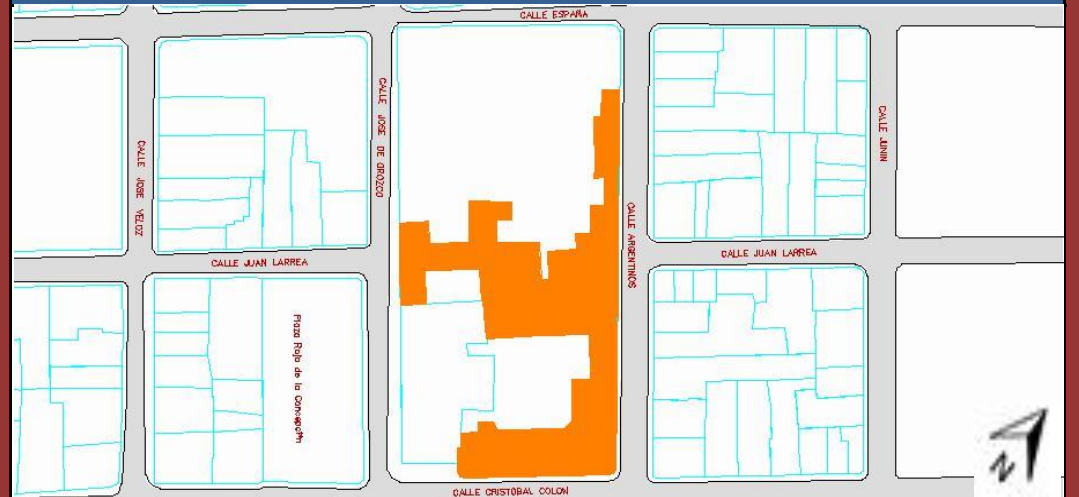 CALLE ESPAÑA
CALLE JOSE DE OROZCO
CALLE JUNIN
CALLE JOSE VELOZ
CALLE ARGENTINOS
CALLE JUAN LARREA
CALLE JUAN LARREA
Plaza Roja de la Concepción
CALLE CRISTOBAL COLON
N